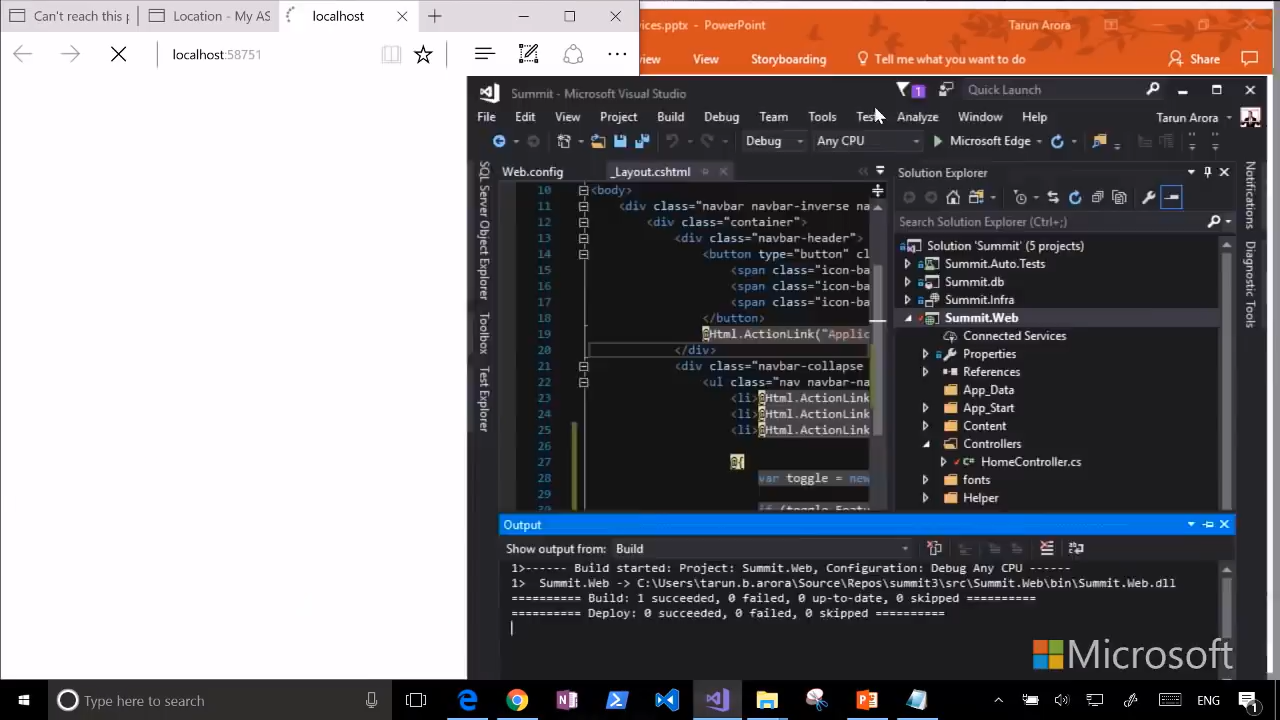 Can't reach this p
Location - My AS
localhost
localhost:58751
ices.pptx - PowerPoint
Tarun Arora
iew
View
Storyboarding
Tell me what you want to do
Share
Summit - Microsoft Visual Studio
1
Quick Launch
File
Edit
View
Project
Build
Debug
Team
Tools
Test
Analyze
Window
Help
Tarun Arora
Debug
Any CPU
Microsoft Edge
SQL Server Object Explorer
Toolbox
Test Explorer
Web.config
_Layout.cshtml
10 <body>
11 <div class="navbar navbar-inverse na
12 <div class="container">
13 <div class="navbar-header">
14 <button type="button" cl
15 <span class="icon-ba
16 <span class="icon-ba
17 <span class="icon-ba
18 </button>
19 @Html.ActionLink("Applic
20 </div>
21 <div class="navbar-collapse
22 <ul class="nav navbar-na
23 <li>@Html.ActionLink
24 <li>@Html.ActionLink
25 <li>@Html.ActionLink
26
27 @{
28 var toggle = new
29
if (toggle.Featu
Solution Explorer
Search Solution Explorer (Ctrl+;)
Solution 'Summit' (5 projects)
Summit.Auto.Tests
Summit.db
Summit.Infra
Summit.Web
Connected Services
Properties
References
App_Data
App_Start
Content
Controllers
HomeController.cs
fonts
Helper
Notifications
Diagnostic Tools
Output
Show output from:
Build
1>------ Build started: Project: Summit.Web, Configuration: Debug Any CPU ------
1> Summit.Web -> C:\Users\tarun.b.arora\Source\Repos\summit3\src\Summit.Web\bin\Summit.Web.dll
========== Build: 1 succeeded, 0 failed, 0 up-to-date, 0 skipped ==========
========== Deploy: 0 succeeded, 0 failed, 0 skipped ==========
Microsoft
Type here to search
ENG
1